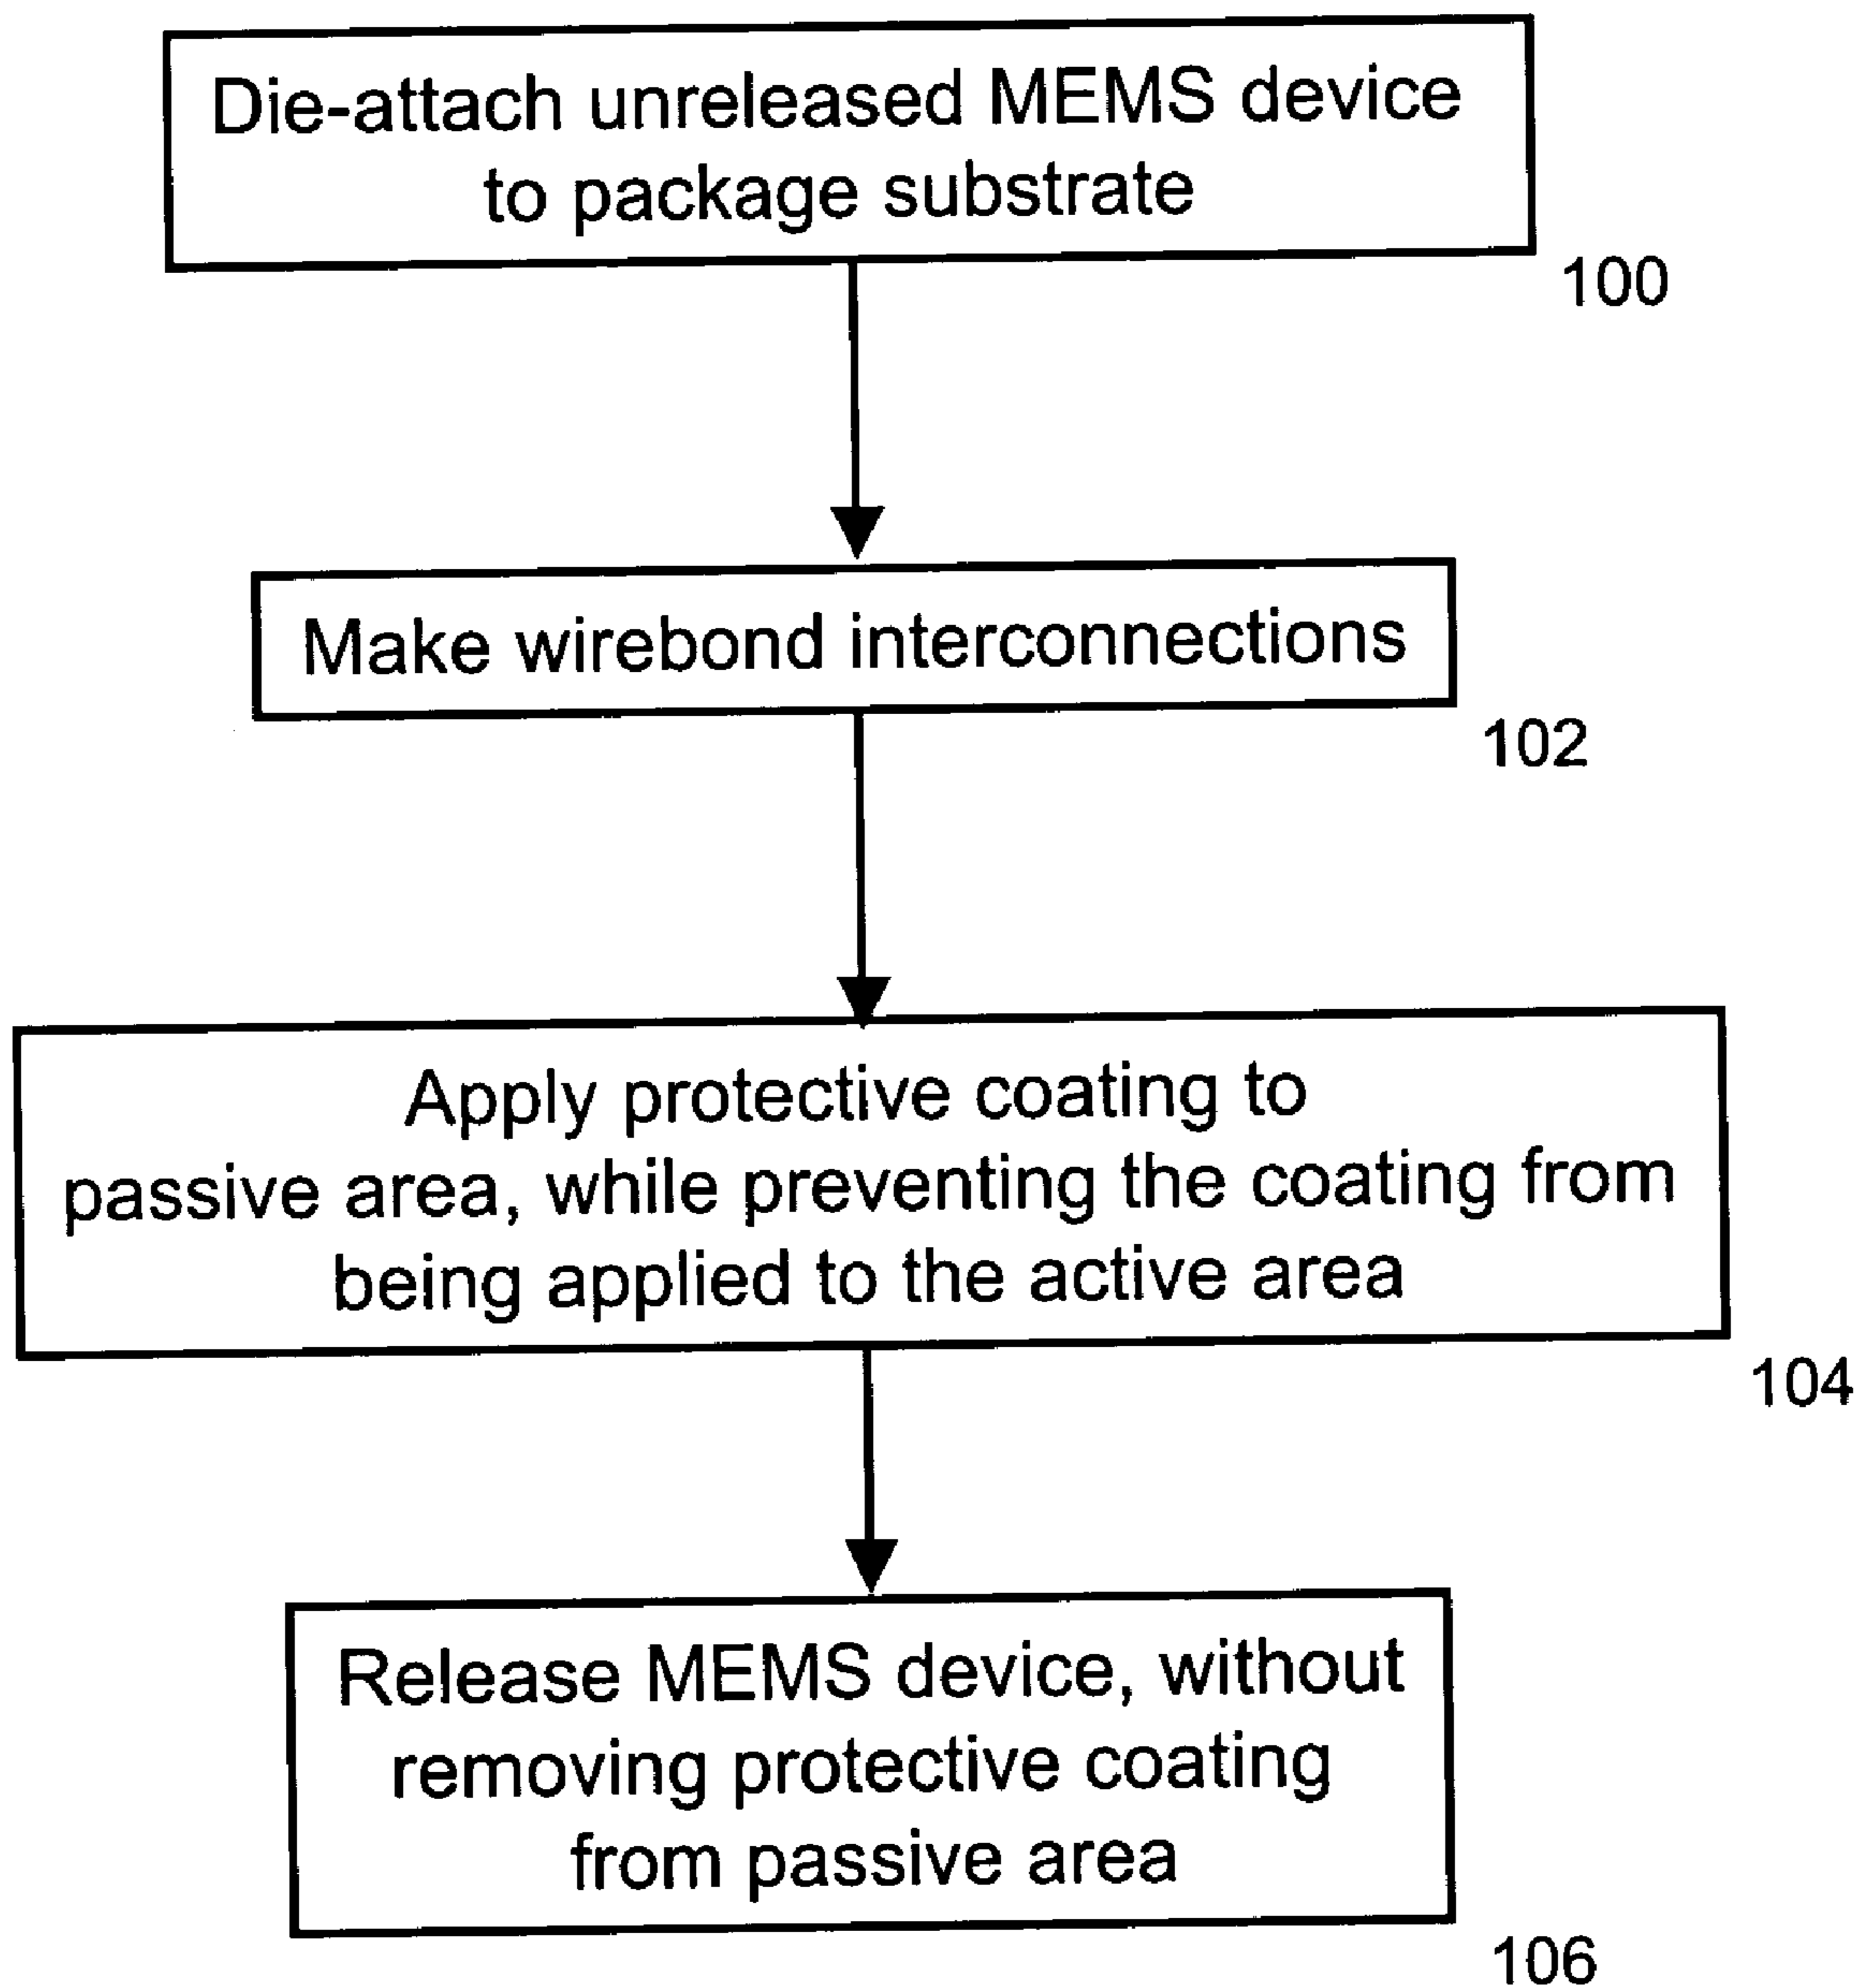 Die-attach unreleased MEMS device
to package substrate
100
Make wirebond interconnections
102
Apply protective coating to
passive area, while preventing the coating from
being applied to the active area
104
Release MEMS device, without
removing protective coating
from passive area
106